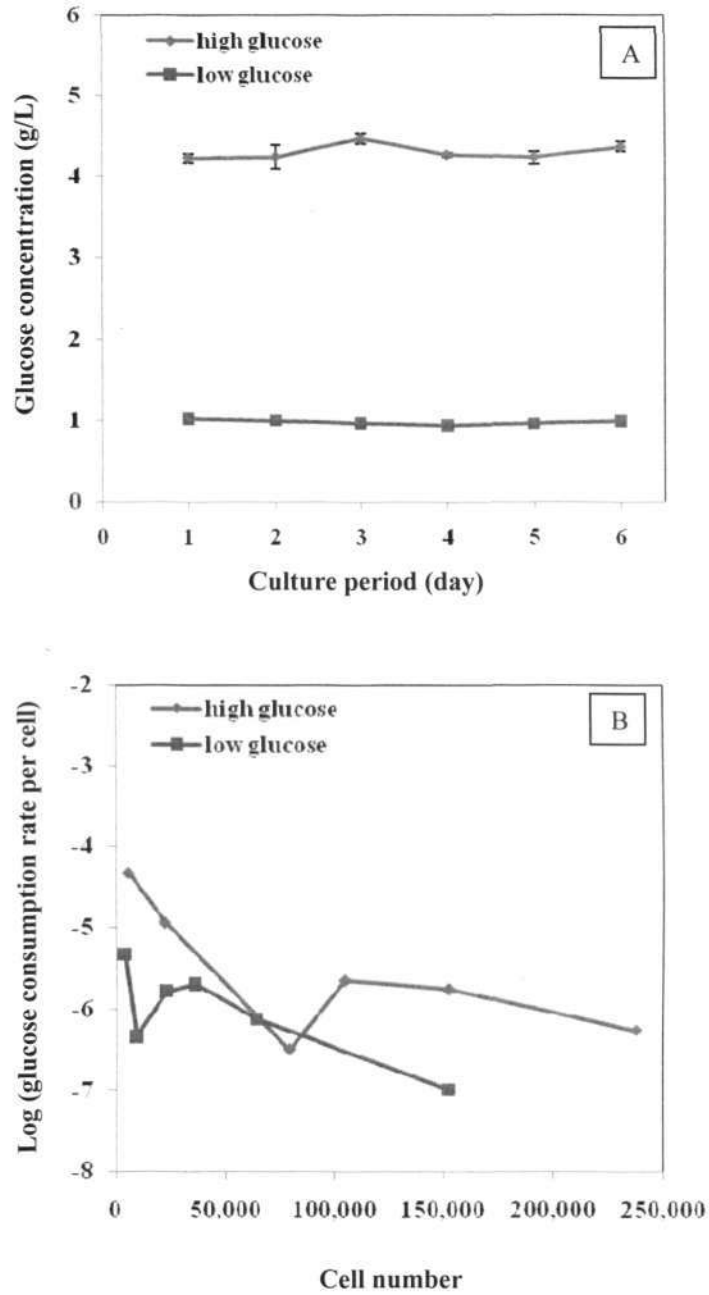 6
high glucose
A
low glucose
5
4
3
2
1
0
Glucose concentration (g/L)
0 1 2 3 4 5 6
Culture period (day)
-2
high glucose
B
low glucose
-3
-4
-5
-6
-7
-8
Log (glucose consumption rate per cell)
0 50,000 100,000 150,000 200,000 250,000
Cell number